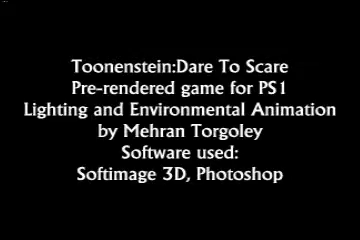 Toonenstein:Dare To Scare
Pre-rendered game for PS1
Lighting and Environmental Animation
by Mehran Torgoley
Software used:
Softimage 3D, Photoshop